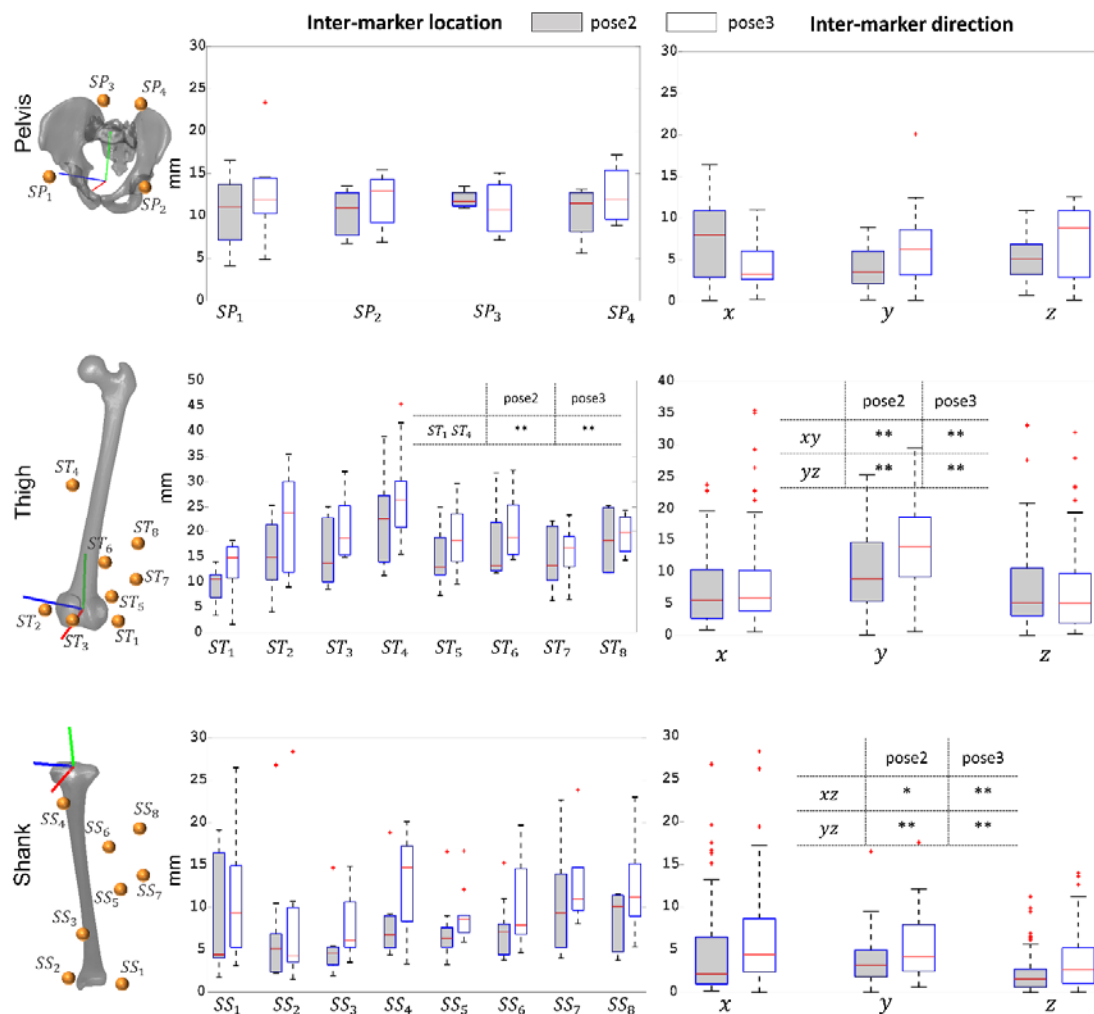 Inter-marker location pose2 pose3 Inter-marker direction
Pelvis
SP₃ SP₄
SP₁ SP₂
mm
30
25
20
15
10
5
0
SP₁ SP₂ SP₃ SP₄
30
25
20
15
10
5
0
x y z
Thigh
ST₄
ST₈
ST₆
ST₇
ST₅
ST₂ ST₃ ST₁
mm
50
45
40
35
30
25
20
15
10
5
0
pose2 pose3
ST₁ ST₄ ** **
ST₁ ST₂ ST₃ ST₄ ST₅ ST₆ ST₇ ST₈
40
35
30
25
20
15
10
5
0
pose2 pose3
xy ** **
yz ** **
x y z
Shank
SS₄ SS₈
SS₆
SS₅ SS₇
SS₃
SS₂ SS₁
mm
30
25
20
15
10
5
0
SS₁ SS₂ SS₃ SS₄ SS₅ SS₆ SS₇ SS₈
30
25
20
15
10
5
0
pose2 pose3
xz * **
yz ** **
x y z